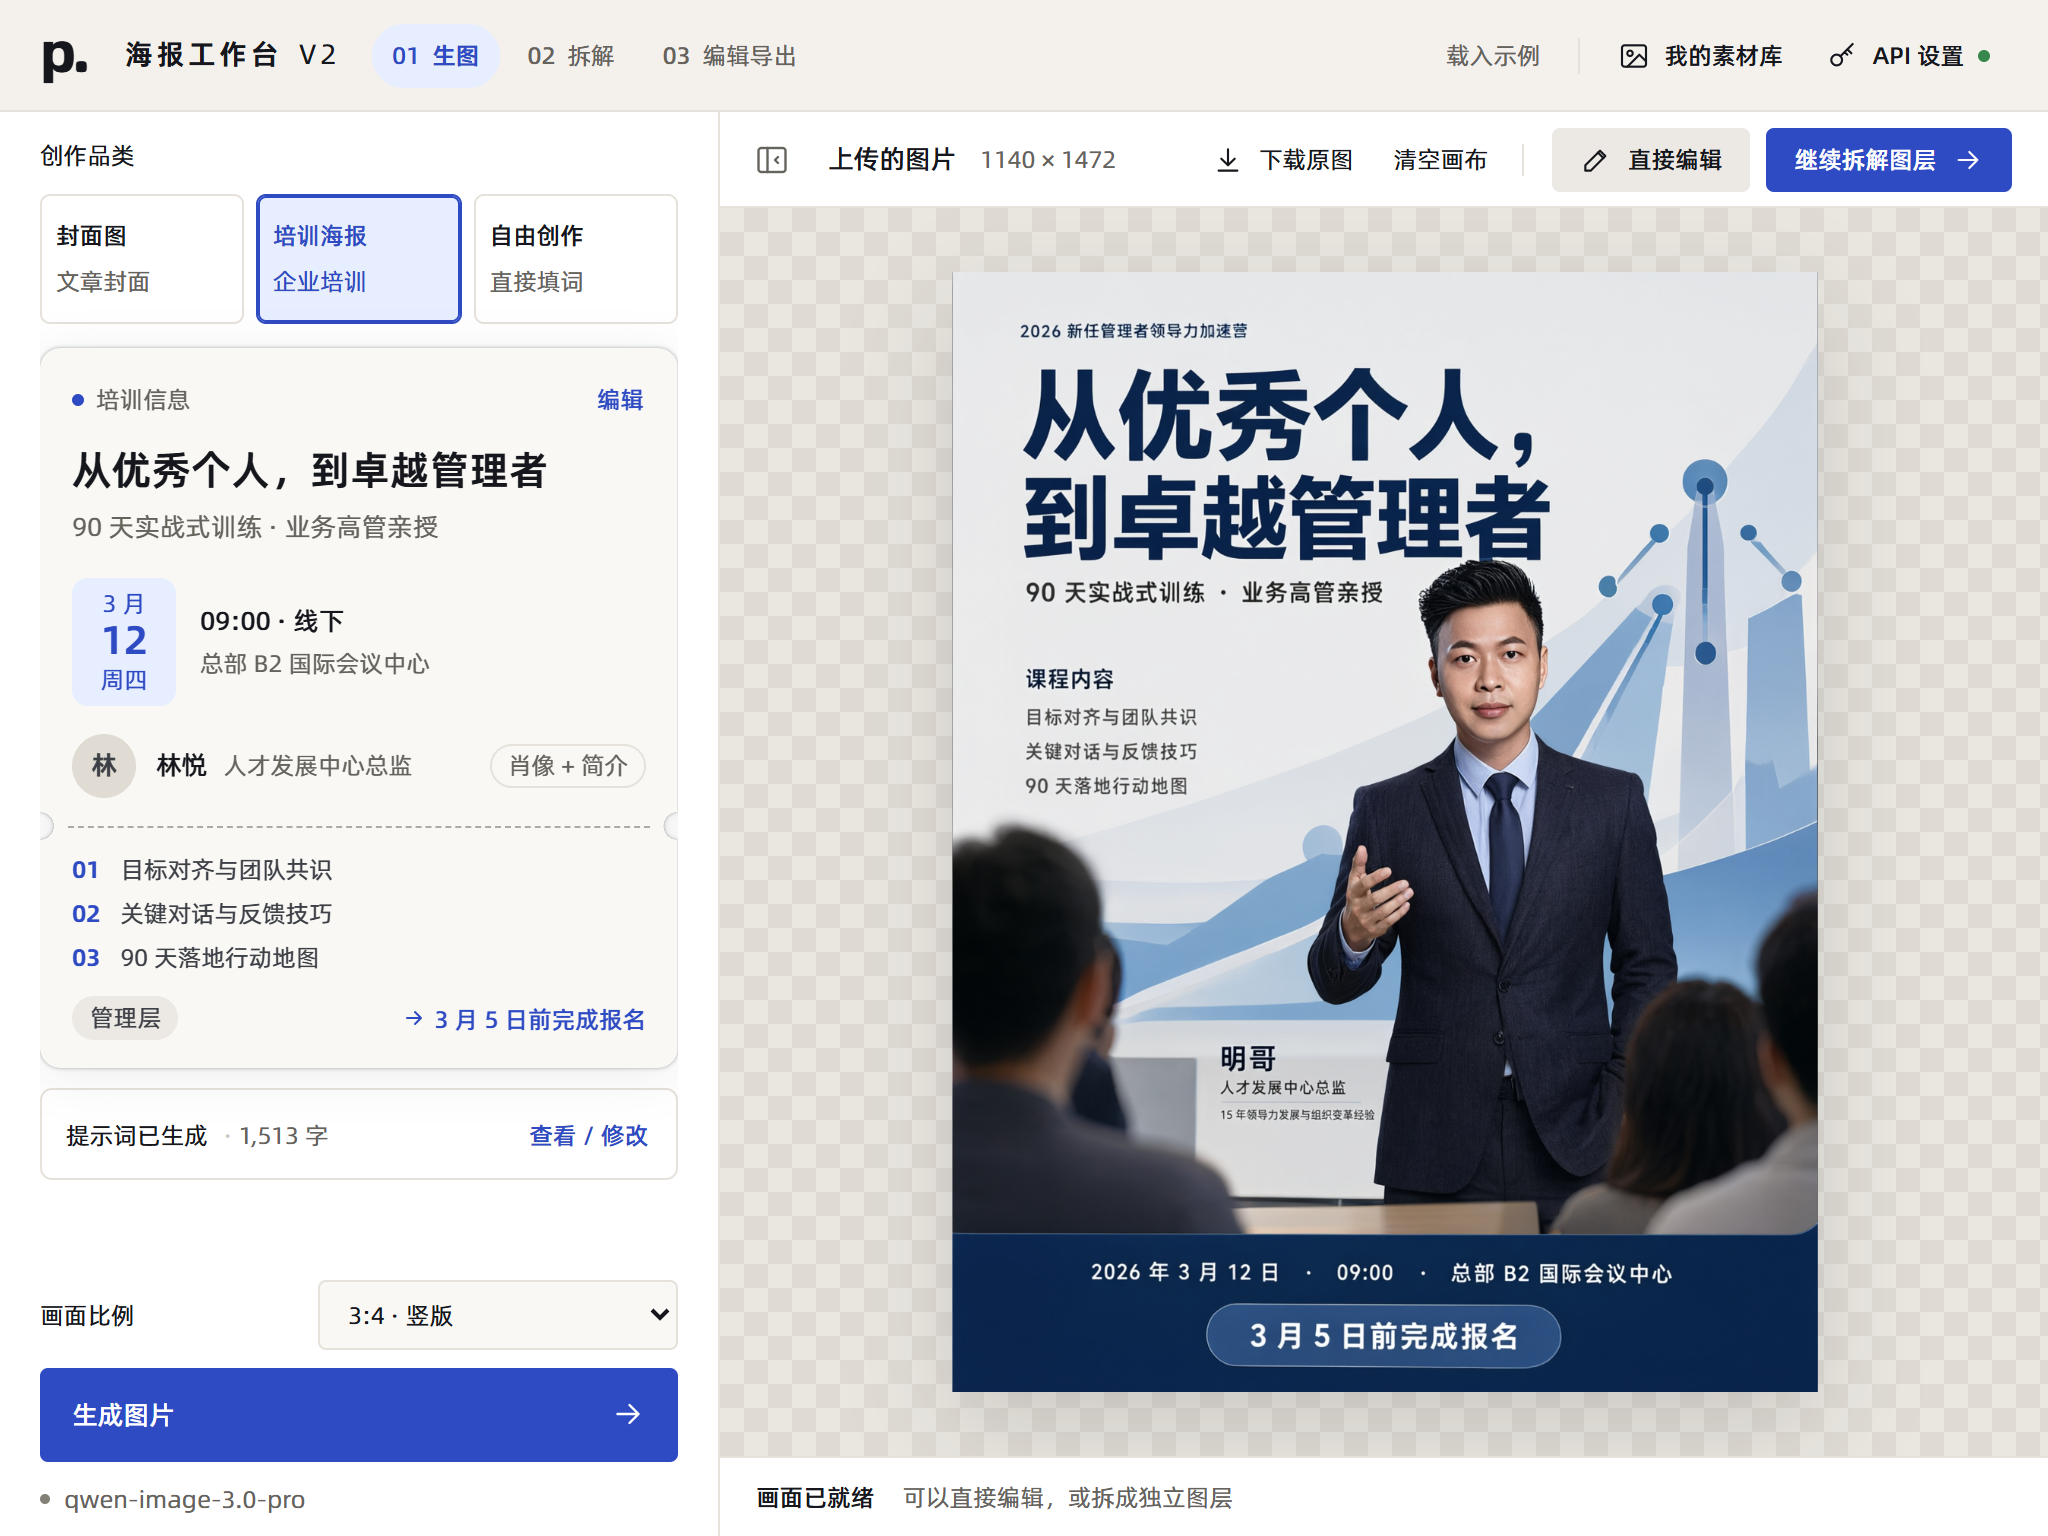 p. 海报工作台 V2 01 生图 02 拆解 03 编辑导出 载入示例 我的素材库 API 设置
创作品类
封面图
文章封面
培训海报
企业培训
自由创作
直接填词
培训信息 编辑
从优秀个人，到卓越管理者
90 天实战式训练 · 业务高管亲授
3 月
12
周四
09:00 · 线下
总部 B2 国际会议中心
林 林悦 人才发展中心总监 肖像 + 简介
01 目标对齐与团队共识
02 关键对话与反馈技巧
03 90 天落地行动地图
管理层 → 3 月 5 日前完成报名
提示词已生成 · 1,513 字 查看 / 修改
画面比例 3:4 · 竖版
生成图片 →
qwen-image-3.0-pro
上传的图片 1140 × 1472 下载原图 清空画布 直接编辑 继续拆解图层 →
2026 新任管理者领导力加速营
从优秀个人，
到卓越管理者
90 天实战式训练 · 业务高管亲授
课程内容
目标对齐与团队共识
关键对话与反馈技巧
90 天落地行动地图
明哥
人才发展中心总监
15 年领导力发展与组织变革经验
2026 年 3 月 12 日 · 09:00 · 总部 B2 国际会议中心
3 月 5 日前完成报名
画面已就绪 可以直接编辑，或拆成独立图层